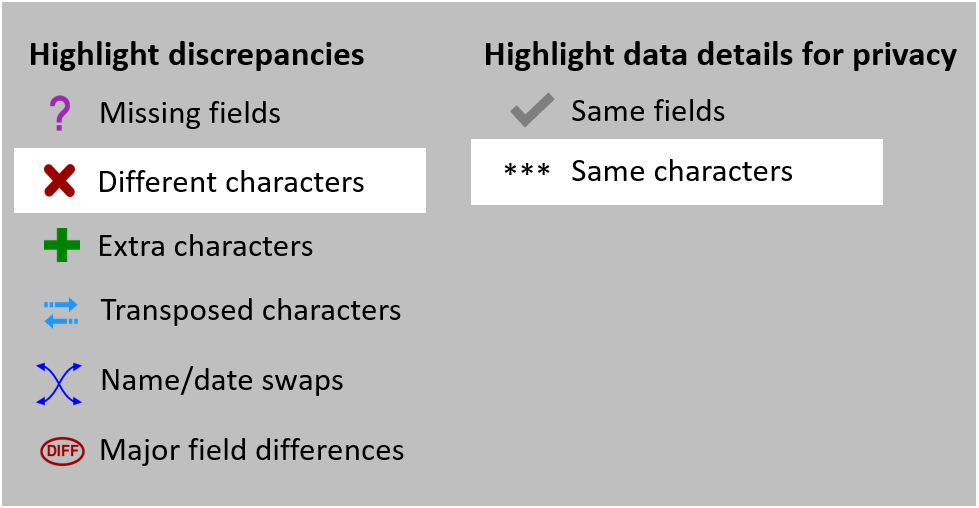 Highlight discrepancies
? Missing fields
Different characters
Extra characters
Transposed characters
Name/date swaps
DIFF Major field differences
Highlight data details for privacy
Same fields
*** Same characters